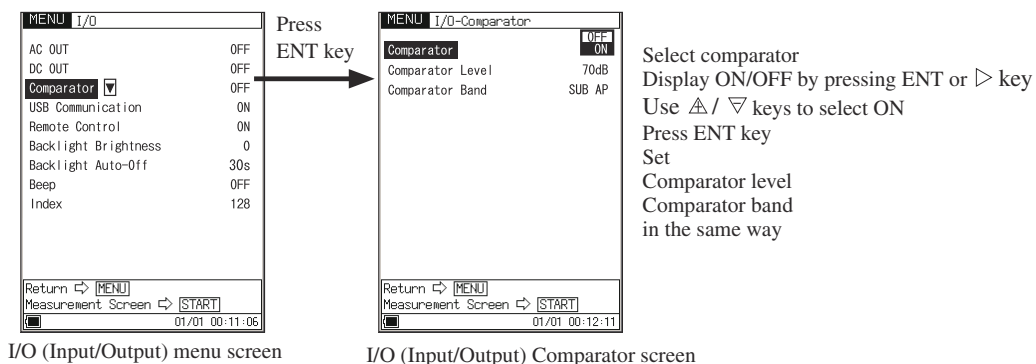 MENU I/O
AC OUT OFF
DC OUT OFF
Comparator ▼ OFF
USB Communication ON
Remote Control ON
Backlight Brightness 0
Backlight Auto-Off 30s
Beep OFF
Index 128
Return ⇨ MENU
Measurement Screen ⇨ START
01/01 00:11:06
I/O (Input/Output) menu screen
Press
ENT key
MENU I/O-Comparator
OFF
Comparator ON
Comparator Level 70dB
Comparator Band SUB AP
Return ⇨ MENU
Measurement Screen ⇨ START
01/01 00:12:11
I/O (Input/Output) Comparator screen
Select comparator
Display ON/OFF by pressing ENT or ▷ key
Use △ / ▽ keys to select ON
Press ENT key
Set
Comparator level
Comparator band
in the same way